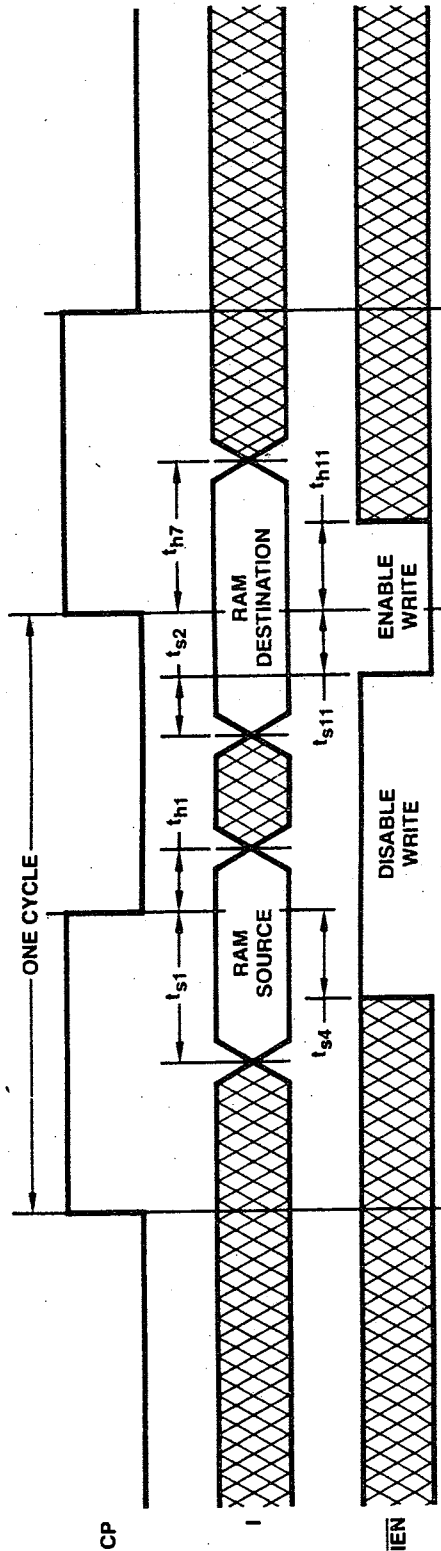 ONE CYCLE
CP
t_s1
t_h1
t_s2
t_h7
I
RAM
SOURCE
RAM
DESTINATION
t_s4
t_s11
t_h11
IEN
DISABLE
WRITE
ENABLE
WRITE